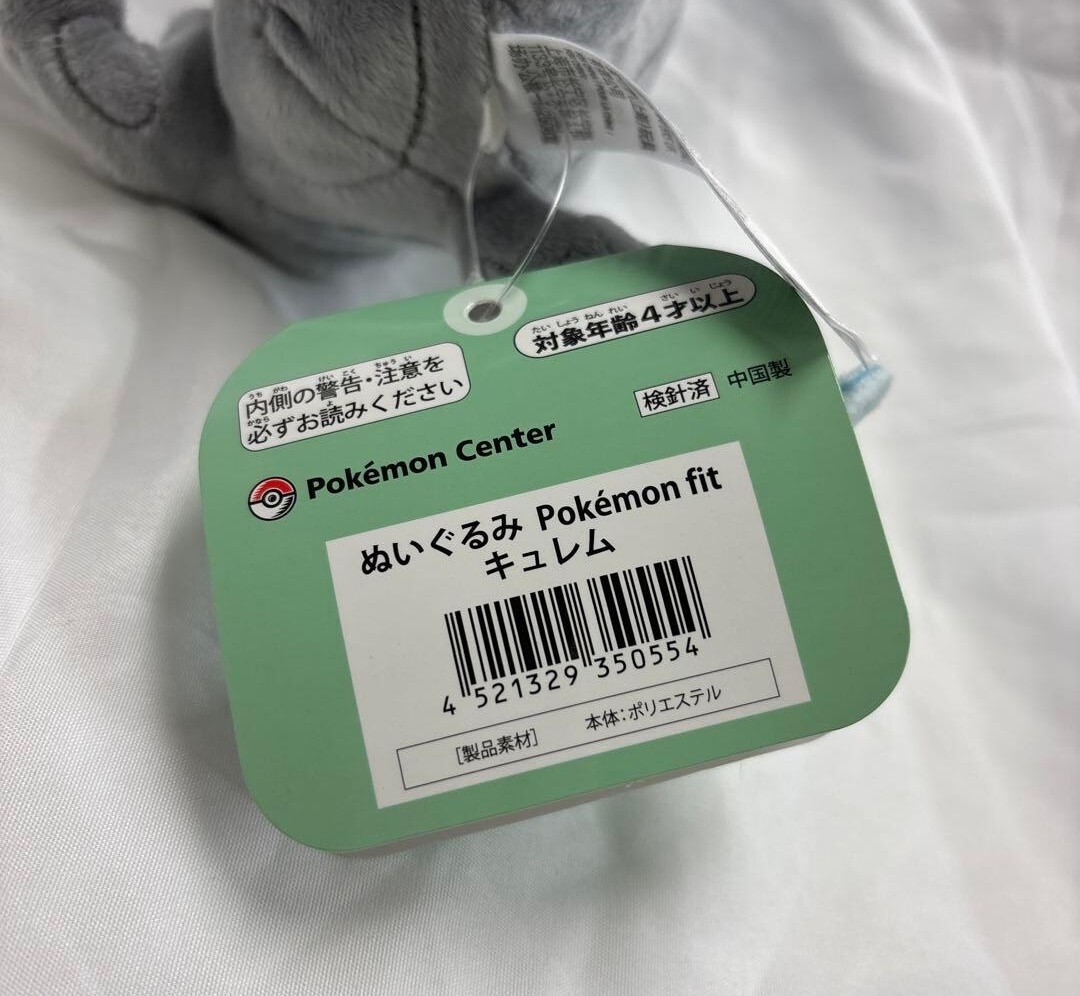 対象年齢4才以上
内側の警告・注意を
必ずお読みください
検針済 中国製
Pokémon Center
ぬいぐるみ Pokémon fit
キュレム
4 521329 350554
[製品素材] 本体:ポリエステル